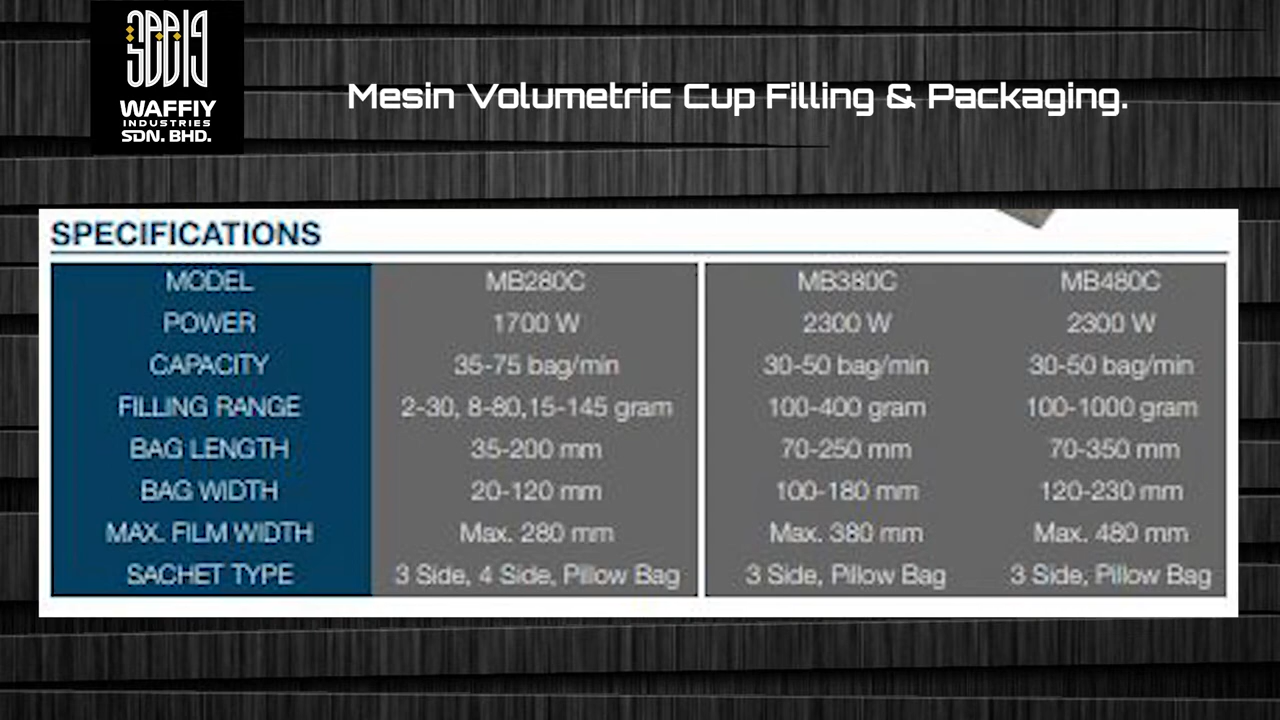 WAFFIY
INDUSTRIES
SDN. BHD.
Mesin Volumetric Cup Filling & Packaging.
SPECIFICATIONS
MODEL MB280C MB380C MB480C
POWER 1700 W 2300 W 2300 W
CAPACITY 35-75 bag/min 30-50 bag/min 30-50 bag/min
FILLING RANGE 2-30, 8-80,15-145 gram 100-400 gram 100-1000 gram
BAG LENGTH 35-200 mm 70-250 mm 70-350 mm
BAG WIDTH 20-120 mm 100-180 mm 120-230 mm
MAX. FILM WIDTH Max. 280 mm Max. 380 mm Max. 480 mm
SACHET TYPE 3 Side, 4 Side, Pillow Bag 3 Side, Pillow Bag 3 Side, Pillow Bag